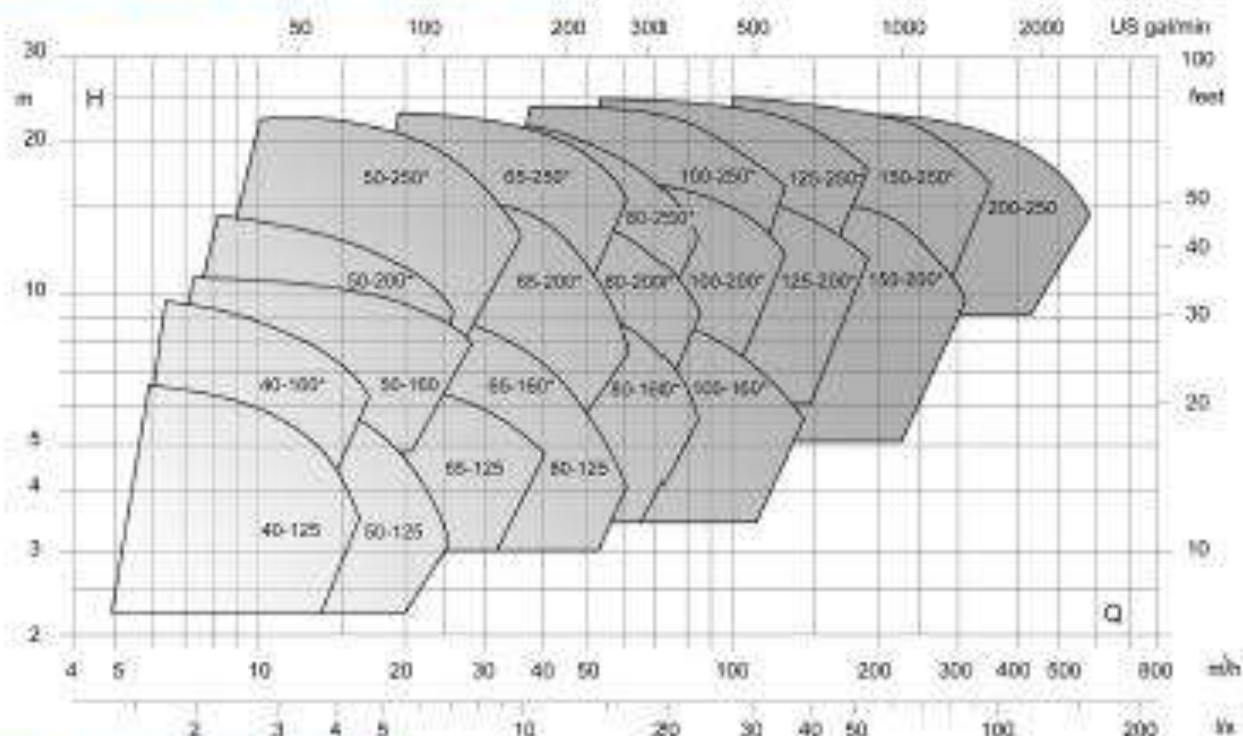 50 100 200 300 500 1000 2000 US gal/min
30 100
m H feet
20
50-250* 65-250* 100-250* 125-250* 150-250*
80-250* 200-250 50
40
50-200* 65-200* 80-200* 100-200* 125-200* 150-200*
10 30
40-160* 50-160 65-160* 80-160* 100-160*
20
5
65-125 80-125
4
40-125 50-125
3 10
Q
2
4 5 10 20 30 40 50 100 200 300 400 500 800 m³/h
2 3 4 5 10 20 30 40 50 100 200 l/s